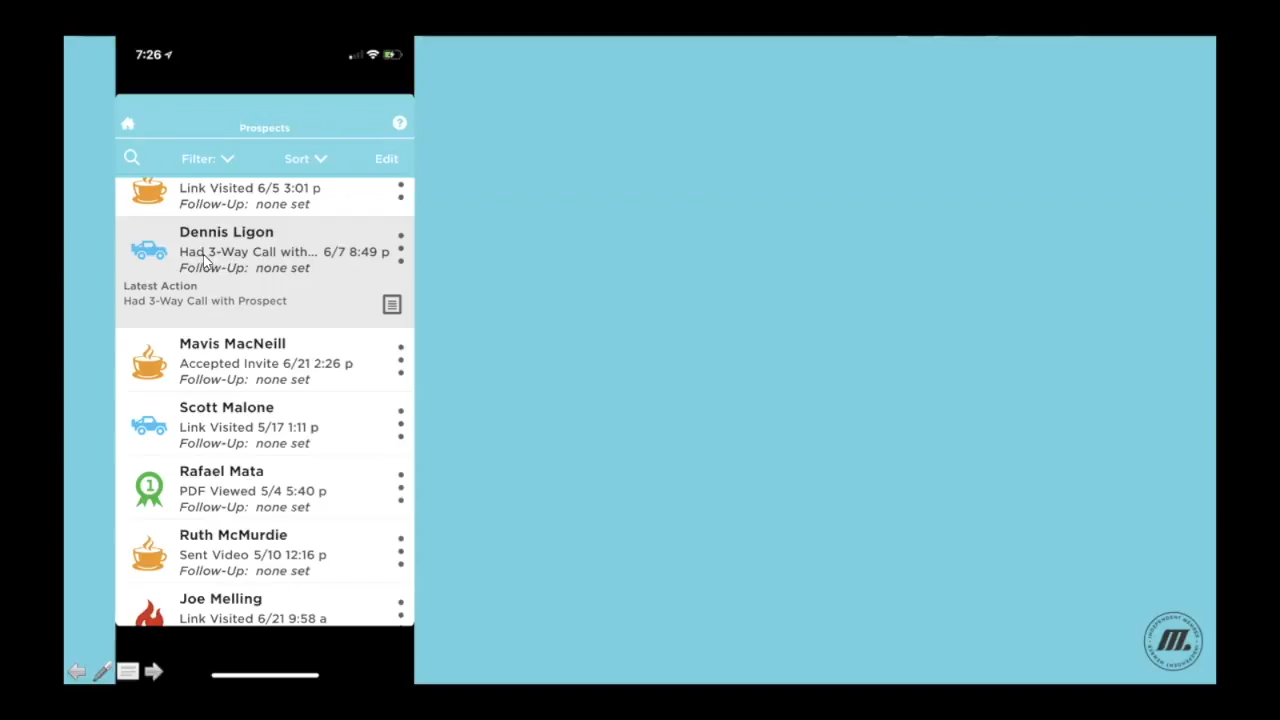 7:26
Prospects
?
Filter:
Sort
Edit
Link Visited 6/5 3:01 p
Follow-Up: none set
Dennis Ligon
Had 3-Way Call with... 6/7 8:49 p
Follow-Up: none set
Latest Action
Had 3-Way Call with Prospect
Mavis MacNeill
Accepted Invite 6/21 2:26 p
Follow-Up: none set
Scott Malone
Link Visited 5/17 1:11 p
Follow-Up: none set
1
Rafael Mata
PDF Viewed 5/4 5:40 p
Follow-Up: none set
Ruth McMurdie
Sent Video 5/10 12:16 p
Follow-Up: none set
Joe Melling
Link Visited 6/21 9:58 a
INDEPENDENT MEMBER
M.
INDEPENDENT MEMBER